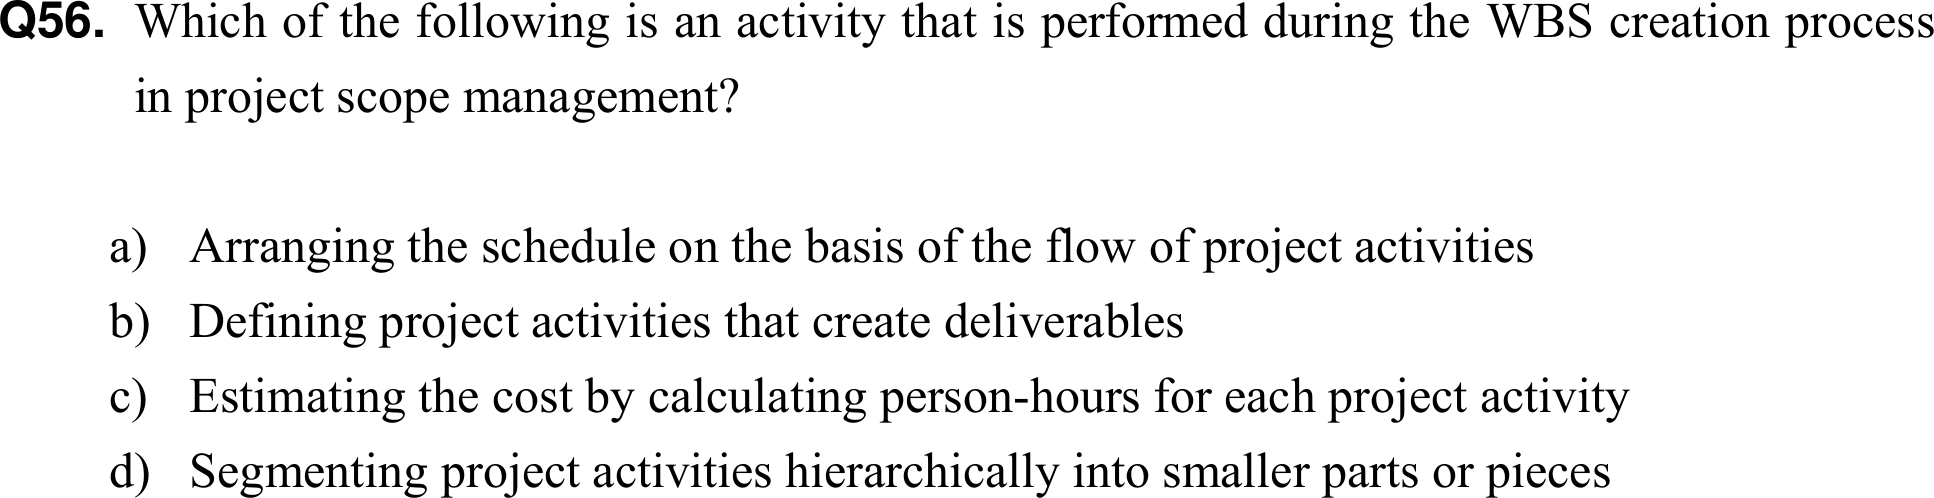 Q56. Which of the following is an activity that is performed during the WBS creation process
in project scope management?
a) Arranging the schedule on the basis of the flow of project activities
b) Defining project activities that create deliverables
c) Estimating the cost by calculating person-hours for each project activity
d) Segmenting project activities hierarchically into smaller parts or pieces